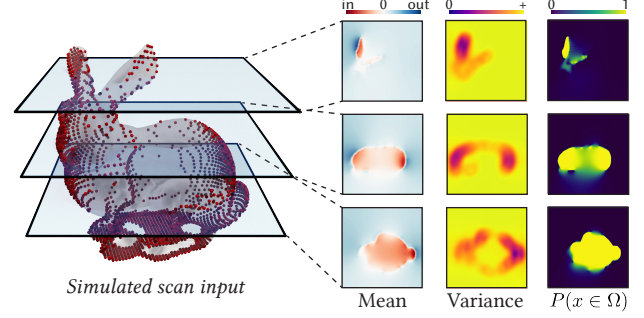 in 0 out 0 + 0 1
Simulated scan input
Mean Variance P(x ∈ Ω)